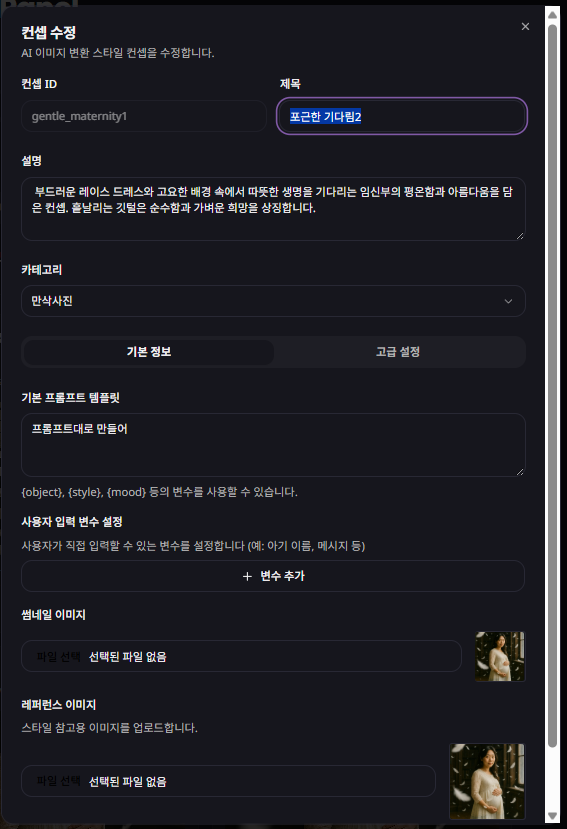 컨셉 수정
AI 이미지 변환 스타일 컨셉을 수정합니다.
컨셉 ID
제목
gentle_maternity1
포근한 기다림2
설명
부드러운 레이스 드레스와 고요한 배경 속에서 따뜻한 생명을 기다리는 임신부의 평온함과 아름다움을 담
은 컨셉. 흩날리는 깃털은 순수함과 가벼운 희망을 상징합니다.
카테고리
만삭사진
기본 정보
고급 설정
기본 프롬프트 템플릿
프롬프트대로 만들어
{object}, {style}, {mood} 등의 변수를 사용할 수 있습니다.
사용자 입력 변수 설정
사용자가 직접 입력할 수 있는 변수를 설정합니다 (예: 아기 이름, 메시지 등)
+ 변수 추가
썸네일 이미지
파일 선택 선택된 파일 없음
레퍼런스 이미지
스타일 참고용 이미지를 업로드합니다.
파일 선택 선택된 파일 없음